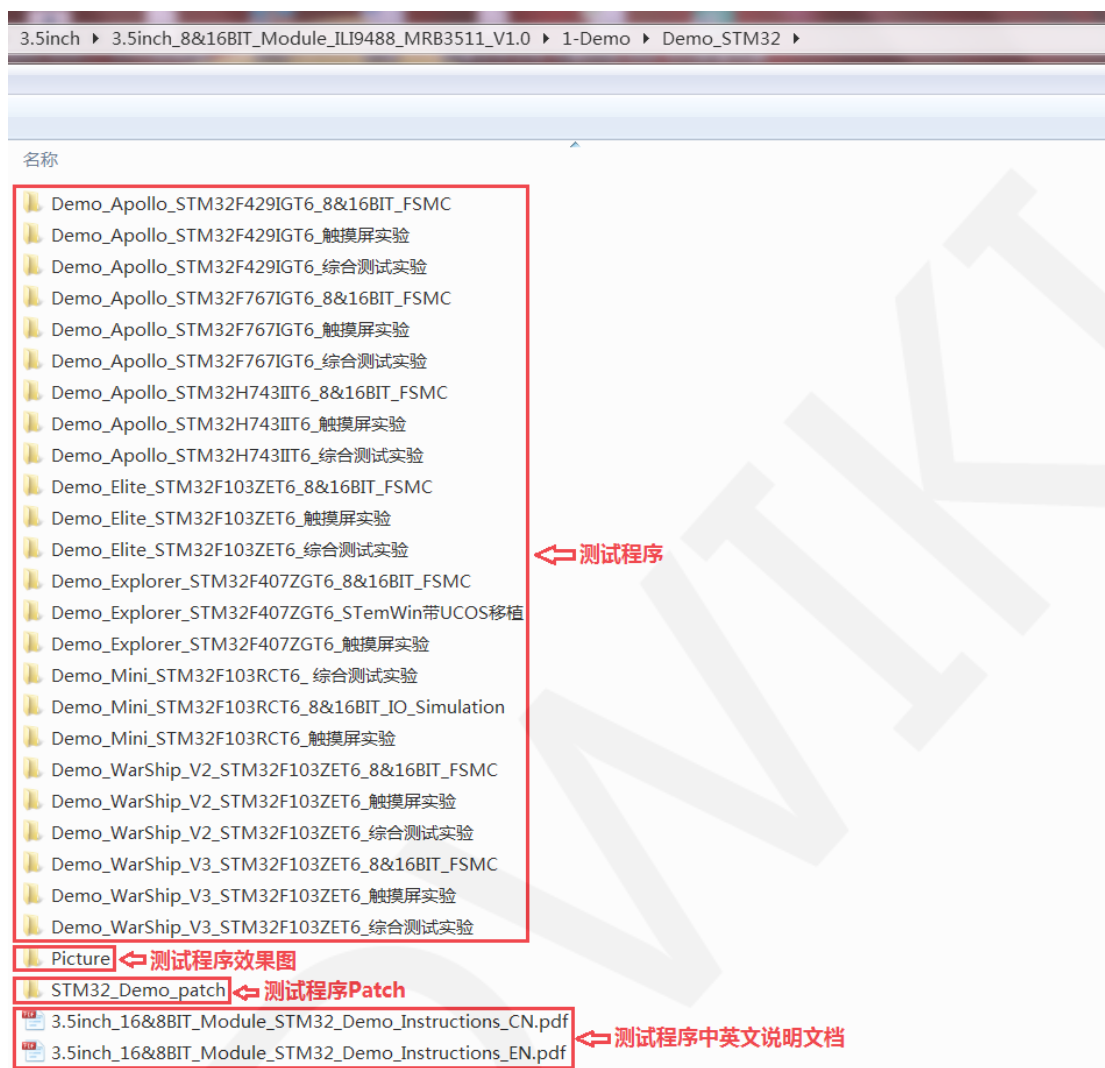 3.5inch ▸ 3.5inch_8&16BIT_Module_ILI9488_MRB3511_V1.0 ▸ 1-Demo ▸ Demo_STM32 ▸
名称
Demo_Apollo_STM32F429IGT6_8&16BIT_FSMC
Demo_Apollo_STM32F429IGT6_触摸屏实验
Demo_Apollo_STM32F429IGT6_综合测试实验
Demo_Apollo_STM32F767IGT6_8&16BIT_FSMC
Demo_Apollo_STM32F767IGT6_触摸屏实验
Demo_Apollo_STM32F767IGT6_综合测试实验
Demo_Apollo_STM32H743IIT6_8&16BIT_FSMC
Demo_Apollo_STM32H743IIT6_触摸屏实验
Demo_Apollo_STM32H743IIT6_综合测试实验
Demo_Elite_STM32F103ZET6_8&16BIT_FSMC
Demo_Elite_STM32F103ZET6_触摸屏实验
Demo_Elite_STM32F103ZET6_综合测试实验
测试程序
Demo_Explorer_STM32F407ZGT6_8&16BIT_FSMC
Demo_Explorer_STM32F407ZGT6_STemWin带UCOS移植
Demo_Explorer_STM32F407ZGT6_触摸屏实验
Demo_Mini_STM32F103RCT6_ 综合测试实验
Demo_Mini_STM32F103RCT6_8&16BIT_IO_Simulation
Demo_Mini_STM32F103RCT6_触摸屏实验
Demo_WarShip_V2_STM32F103ZET6_8&16BIT_FSMC
Demo_WarShip_V2_STM32F103ZET6_触摸屏实验
Demo_WarShip_V2_STM32F103ZET6_综合测试实验
Demo_WarShip_V3_STM32F103ZET6_8&16BIT_FSMC
Demo_WarShip_V3_STM32F103ZET6_触摸屏实验
Demo_WarShip_V3_STM32F103ZET6_综合测试实验
Picture 测试程序效果图
STM32_Demo_patch 测试程序Patch
3.5inch_16&8BIT_Module_STM32_Demo_Instructions_CN.pdf
测试程序中英文说明文档
3.5inch_16&8BIT_Module_STM32_Demo_Instructions_EN.pdf